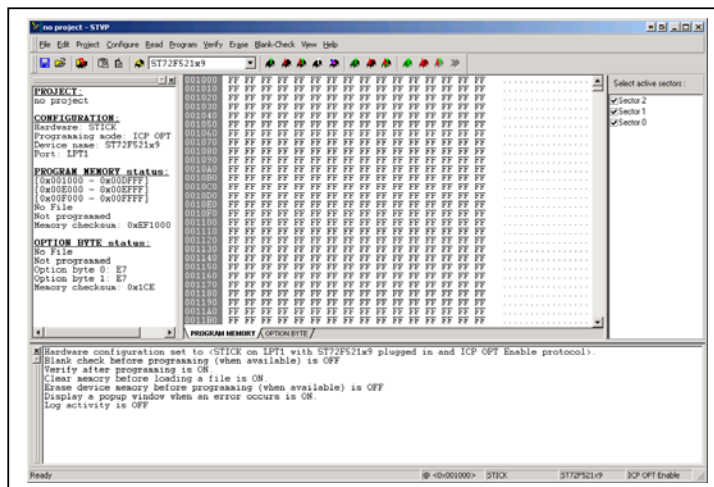 no project - STVP
File Edit Project Configure Read Program Verify Erase Blank-Check View Help
ST72F521x9
PROJECT:
no project
CONFIGURATION:
Hardware: STICK
Programming mode: ICP OPT
Device name: ST72F521x9
Port: LPT1
PROGRAM MEMORY status:
[0x001000 - 0x00DFFF]
[0x00E000 - 0x00EFFF]
[0x00F000 - 0x00FFFF]
No File
Not programmed
Memory checksum: 0xEF1000
OPTION BYTE status:
No File
Not programmed
Option byte 0: E7
Option byte 1: E7
Memory checksum: 0x1CE
001000 FF FF FF FF FF FF FF FF FF FF FF FF FF FF FF FF ................
001010 FF FF FF FF FF FF FF FF FF FF FF FF FF FF FF FF ................
001020 FF FF FF FF FF FF FF FF FF FF FF FF FF FF FF FF ................
001030 FF FF FF FF FF FF FF FF FF FF FF FF FF FF FF FF ................
001040 FF FF FF FF FF FF FF FF FF FF FF FF FF FF FF FF ................
001050 FF FF FF FF FF FF FF FF FF FF FF FF FF FF FF FF ................
001060 FF FF FF FF FF FF FF FF FF FF FF FF FF FF FF FF ................
001070 FF FF FF FF FF FF FF FF FF FF FF FF FF FF FF FF ................
001080 FF FF FF FF FF FF FF FF FF FF FF FF FF FF FF FF ................
001090 FF FF FF FF FF FF FF FF FF FF FF FF FF FF FF FF ................
0010A0 FF FF FF FF FF FF FF FF FF FF FF FF FF FF FF FF ................
0010B0 FF FF FF FF FF FF FF FF FF FF FF FF FF FF FF FF ................
0010C0 FF FF FF FF FF FF FF FF FF FF FF FF FF FF FF FF ................
0010D0 FF FF FF FF FF FF FF FF FF FF FF FF FF FF FF FF ................
0010E0 FF FF FF FF FF FF FF FF FF FF FF FF FF FF FF FF ................
0010F0 FF FF FF FF FF FF FF FF FF FF FF FF FF FF FF FF ................
001100 FF FF FF FF FF FF FF FF FF FF FF FF FF FF FF FF ................
001110 FF FF FF FF FF FF FF FF FF FF FF FF FF FF FF FF ................
001120 FF FF FF FF FF FF FF FF FF FF FF FF FF FF FF FF ................
001130 FF FF FF FF FF FF FF FF FF FF FF FF FF FF FF FF ................
001140 FF FF FF FF FF FF FF FF FF FF FF FF FF FF FF FF ................
001150 FF FF FF FF FF FF FF FF FF FF FF FF FF FF FF FF ................
001160 FF FF FF FF FF FF FF FF FF FF FF FF FF FF FF FF ................
001170 FF FF FF FF FF FF FF FF FF FF FF FF FF FF FF FF ................
001180 FF FF FF FF FF FF FF FF FF FF FF FF FF FF FF FF ................
001190 FF FF FF FF FF FF FF FF FF FF FF FF FF FF FF FF ................
0011A0 FF FF FF FF FF FF FF FF FF FF FF FF FF FF FF FF ................
0011B0 FF FF FF FF FF FF FF FF FF FF FF FF FF FF FF FF ................
PROGRAM MEMORY OPTION BYTE
Select active sectors :
Sector 2
Sector 1
Sector 0
Hardware configuration set to <STICK on LPT1 with ST72F521x9 plugged in and ICP OPT Enable protocol>.
Blank check before programming (when available) is OFF
Verify after programming is ON.
Clear memory before loading a file is ON.
Erase device memory before programming (when available) is OFF
Display a popup window when an error occurs is ON.
Log activity is OFF
Ready @ <0x001000> STICK ST72F521x9 ICP OPT Enable